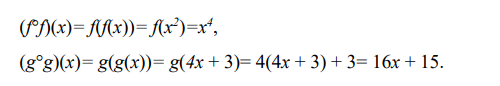 (f°f)(x)= f(f(x))= f(x²)=x⁴,
(g°g)(x)= g(g(x))= g(4x + 3)= 4(4x + 3) + 3= 16x + 15.